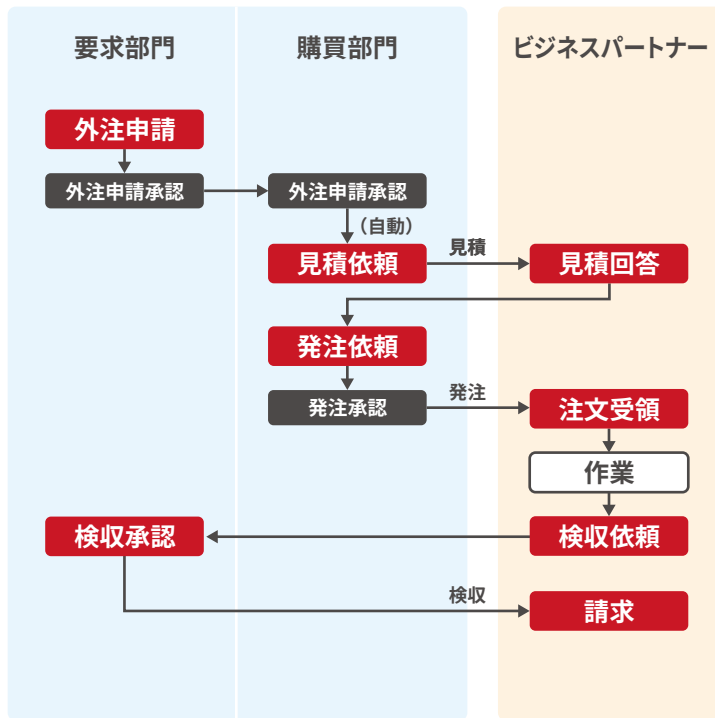 要求部門
購買部門
ビジネスパートナー
外注申請
外注申請承認
外注申請承認
（自動）
見積依頼
見積
見積回答
発注依頼
発注承認
発注
注文受領
作業
検収承認
検収依頼
検収
請求